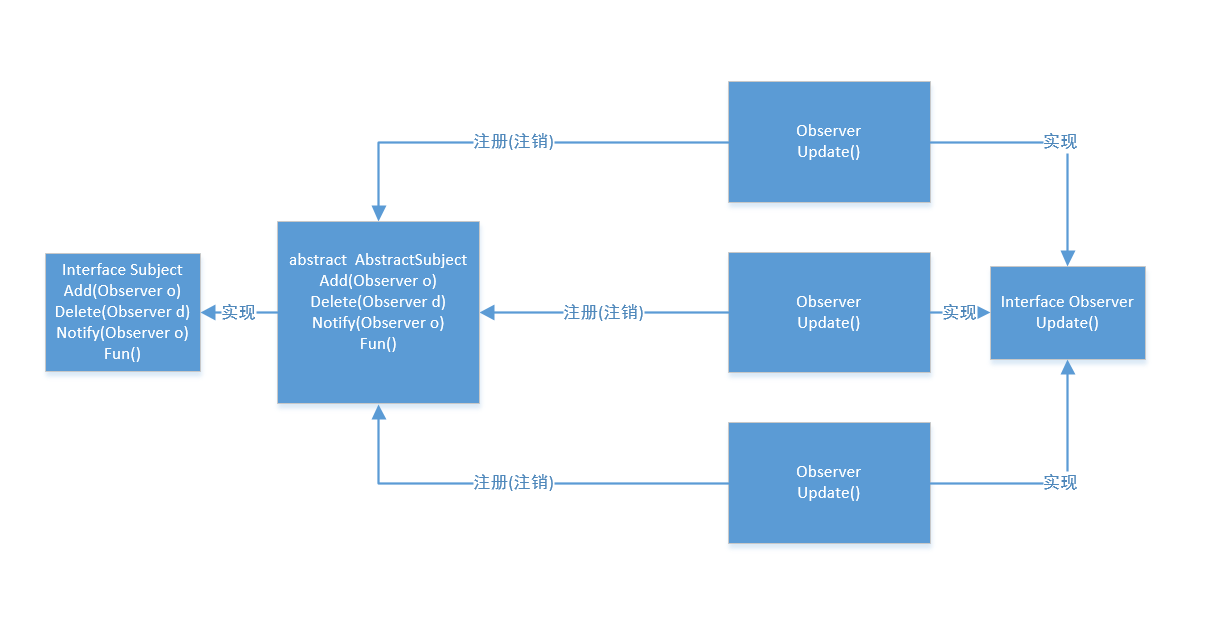 Interface Subject
Add(Observer o)
Delete(Observer d)
Notify(Observer o)
Fun()
实现
abstract  AbstractSubject
Add(Observer o)
Delete(Observer d)
Notify(Observer o)
Fun()
注册(注销)
注册(注销)
注册(注销)
Observer
Update()
Observer
Update()
Observer
Update()
实现
实现
实现
Interface Observer
Update()